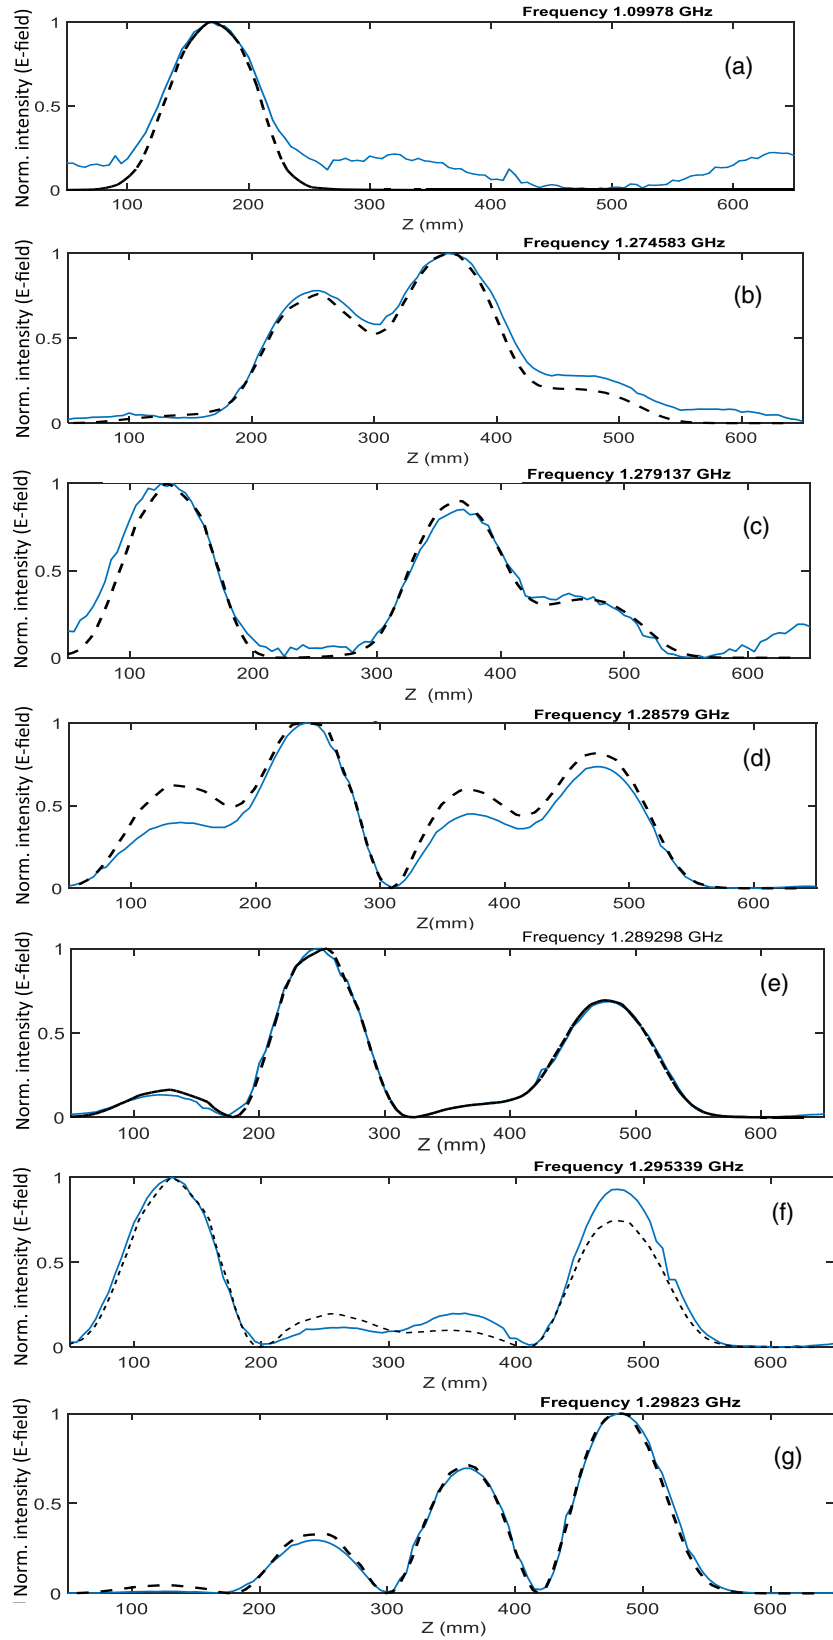 Frequency 1.09978 GHz
Norm. intensity (E-field)
(a)
1
0.5
0
100 200 300 400 500 600
Z (mm)
Frequency 1.274583 GHz
Norm. intensity (E-field)
(b)
1
0.5
0
100 200 300 400 500 600
Z (mm)
Frequency 1.279137 GHz
Norm. intensity (E-field)
(c)
1
0.5
0
100 200 300 400 500 600
Z (mm)
Frequency 1.28579 GHz
Norm. intensity (E-field)
(d)
1
0.5
0
100 200 300 400 500 600
Z(mm)
Frequency 1.289298 GHz
Norm. intensity (E-field)
(e)
1
0.5
0
100 200 300 400 500 600
Z (mm)
Frequency 1.295339 GHz
Norm. intensity (E-field)
(f)
1
0.5
0
100 200 300 400 500 600
Z (mm)
Frequency 1.29823 GHz
Norm. intensity (E-field)
(g)
1
0.5
0
100 200 300 400 500 600
Z (mm)